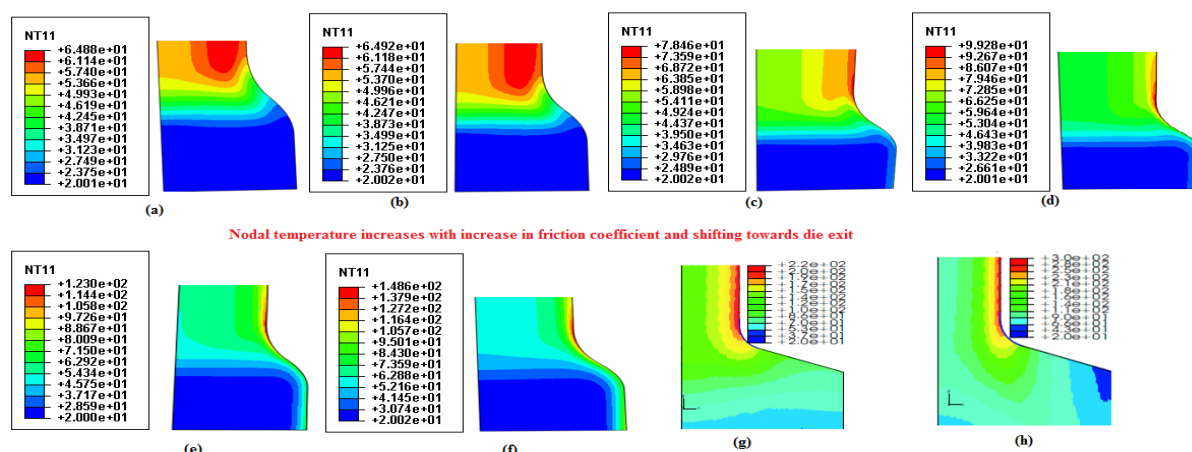 NT11
+6.488e+01
+6.114e+01
+5.740e+01
+5.366e+01
+4.993e+01
+4.619e+01
+4.245e+01
+3.871e+01
+3.497e+01
+3.123e+01
+2.749e+01
+2.375e+01
+2.001e+01
(a)
NT11
+6.492e+01
+6.118e+01
+5.744e+01
+5.370e+01
+4.996e+01
+4.621e+01
+4.247e+01
+3.873e+01
+3.499e+01
+3.125e+01
+2.750e+01
+2.376e+01
+2.002e+01
(b)
NT11
+7.846e+01
+7.359e+01
+6.872e+01
+6.385e+01
+5.898e+01
+5.411e+01
+4.924e+01
+4.437e+01
+3.950e+01
+3.463e+01
+2.976e+01
+2.489e+01
+2.002e+01
(c)
NT11
+9.928e+01
+9.267e+01
+8.607e+01
+7.946e+01
+7.285e+01
+6.625e+01
+5.964e+01
+5.304e+01
+4.643e+01
+3.983e+01
+3.322e+01
+2.661e+01
+2.001e+01
(d)
Nodal temperature increases with increase in friction coefficient and shifting towards die exit
NT11
+1.230e+02
+1.144e+02
+1.058e+02
+9.726e+01
+8.867e+01
+8.009e+01
+7.150e+01
+6.292e+01
+5.434e+01
+4.575e+01
+3.717e+01
+2.859e+01
+2.000e+01
(e)
NT11
+1.486e+02
+1.379e+02
+1.272e+02
+1.164e+02
+1.057e+02
+9.501e+01
+8.430e+01
+7.359e+01
+6.288e+01
+5.216e+01
+4.145e+01
+3.074e+01
+2.002e+01
(f)
+2.2e+02
+2.0e+02
(g)
+3.0e+02
+2.0e+01
(h)